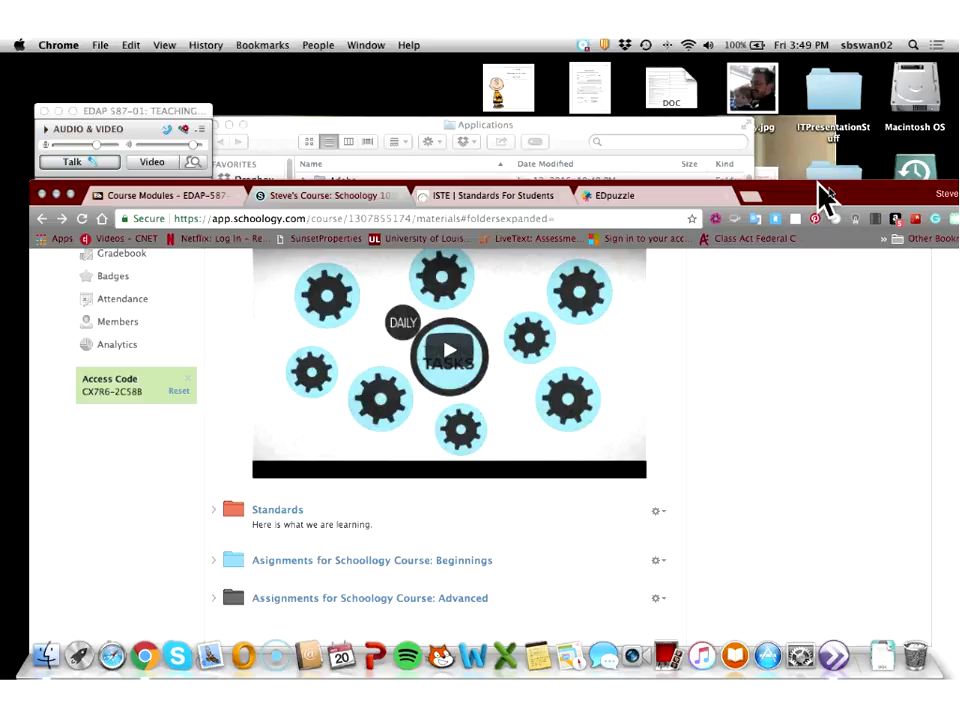 Chrome File Edit View History Bookmarks People Window Help 100% Fri 3:49 PM sbswan02
DOC
EDAP 587-01: TEACHING...
AUDIO & VIDEO
Applications
y.jpg ITPresentationSt
uff
Macintosh OS
Talk Video
FAVORITES Name Date Modified Size Kind
Course Modules – EDAP-587- Steve's Course: Schoology 10 ISTE | Standards For Students EDpuzzle Steve
Secure https://app.schoology.com/course/1307855174/materials#foldersexpanded=
Apps Videos - CNET Netflix: Log in – Re... SunsetProperties University of Louis... LiveText: Assessme... Sign in to your acc... Class Act Federal C » Other Book
Gradebook
Badges
Attendance
Members
Analytics
Access Code
CX7R6-2C58B Reset
DAILY
TASKS
Standards
Here is what we are learning.
Asignments for Schoollogy Course: Beginnings
Assignments for Schoology Course: Advanced
20